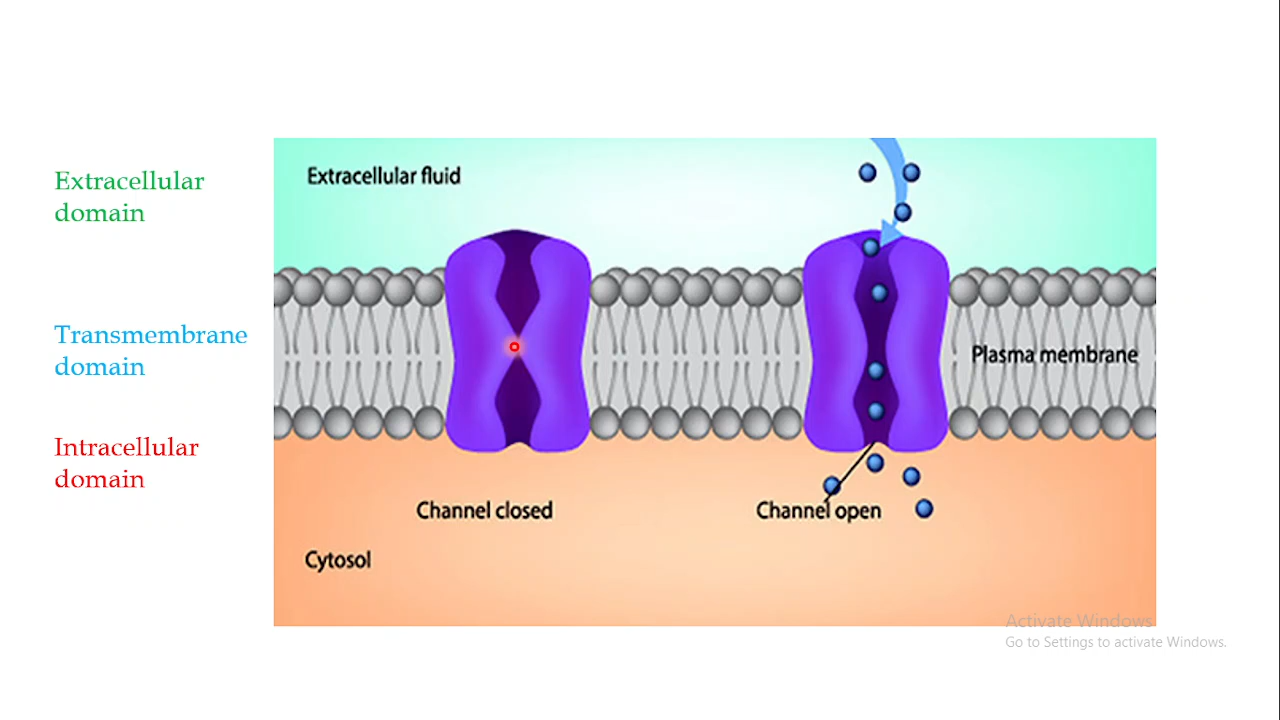 Extracellular
domain
Transmembrane
domain
Intracellular
domain
Extracellular fluid
Plasma membrane
Channel closed
Channel open
Cytosol
Activate Windows
Go to Settings to activate Windows.